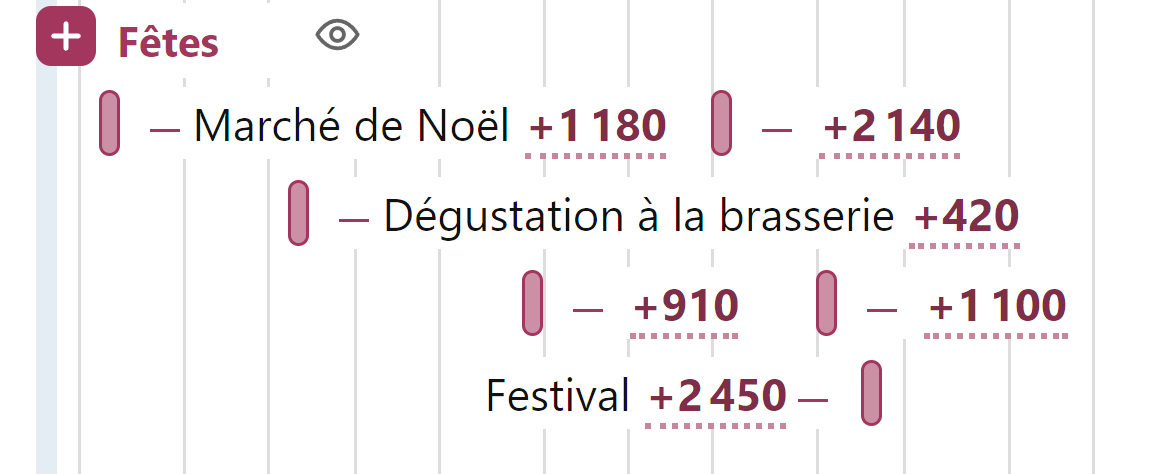 Fêtes
Marché de Noël +1 180 +2 140
Dégustation à la brasserie +420
+910 +1 100
Festival +2 450